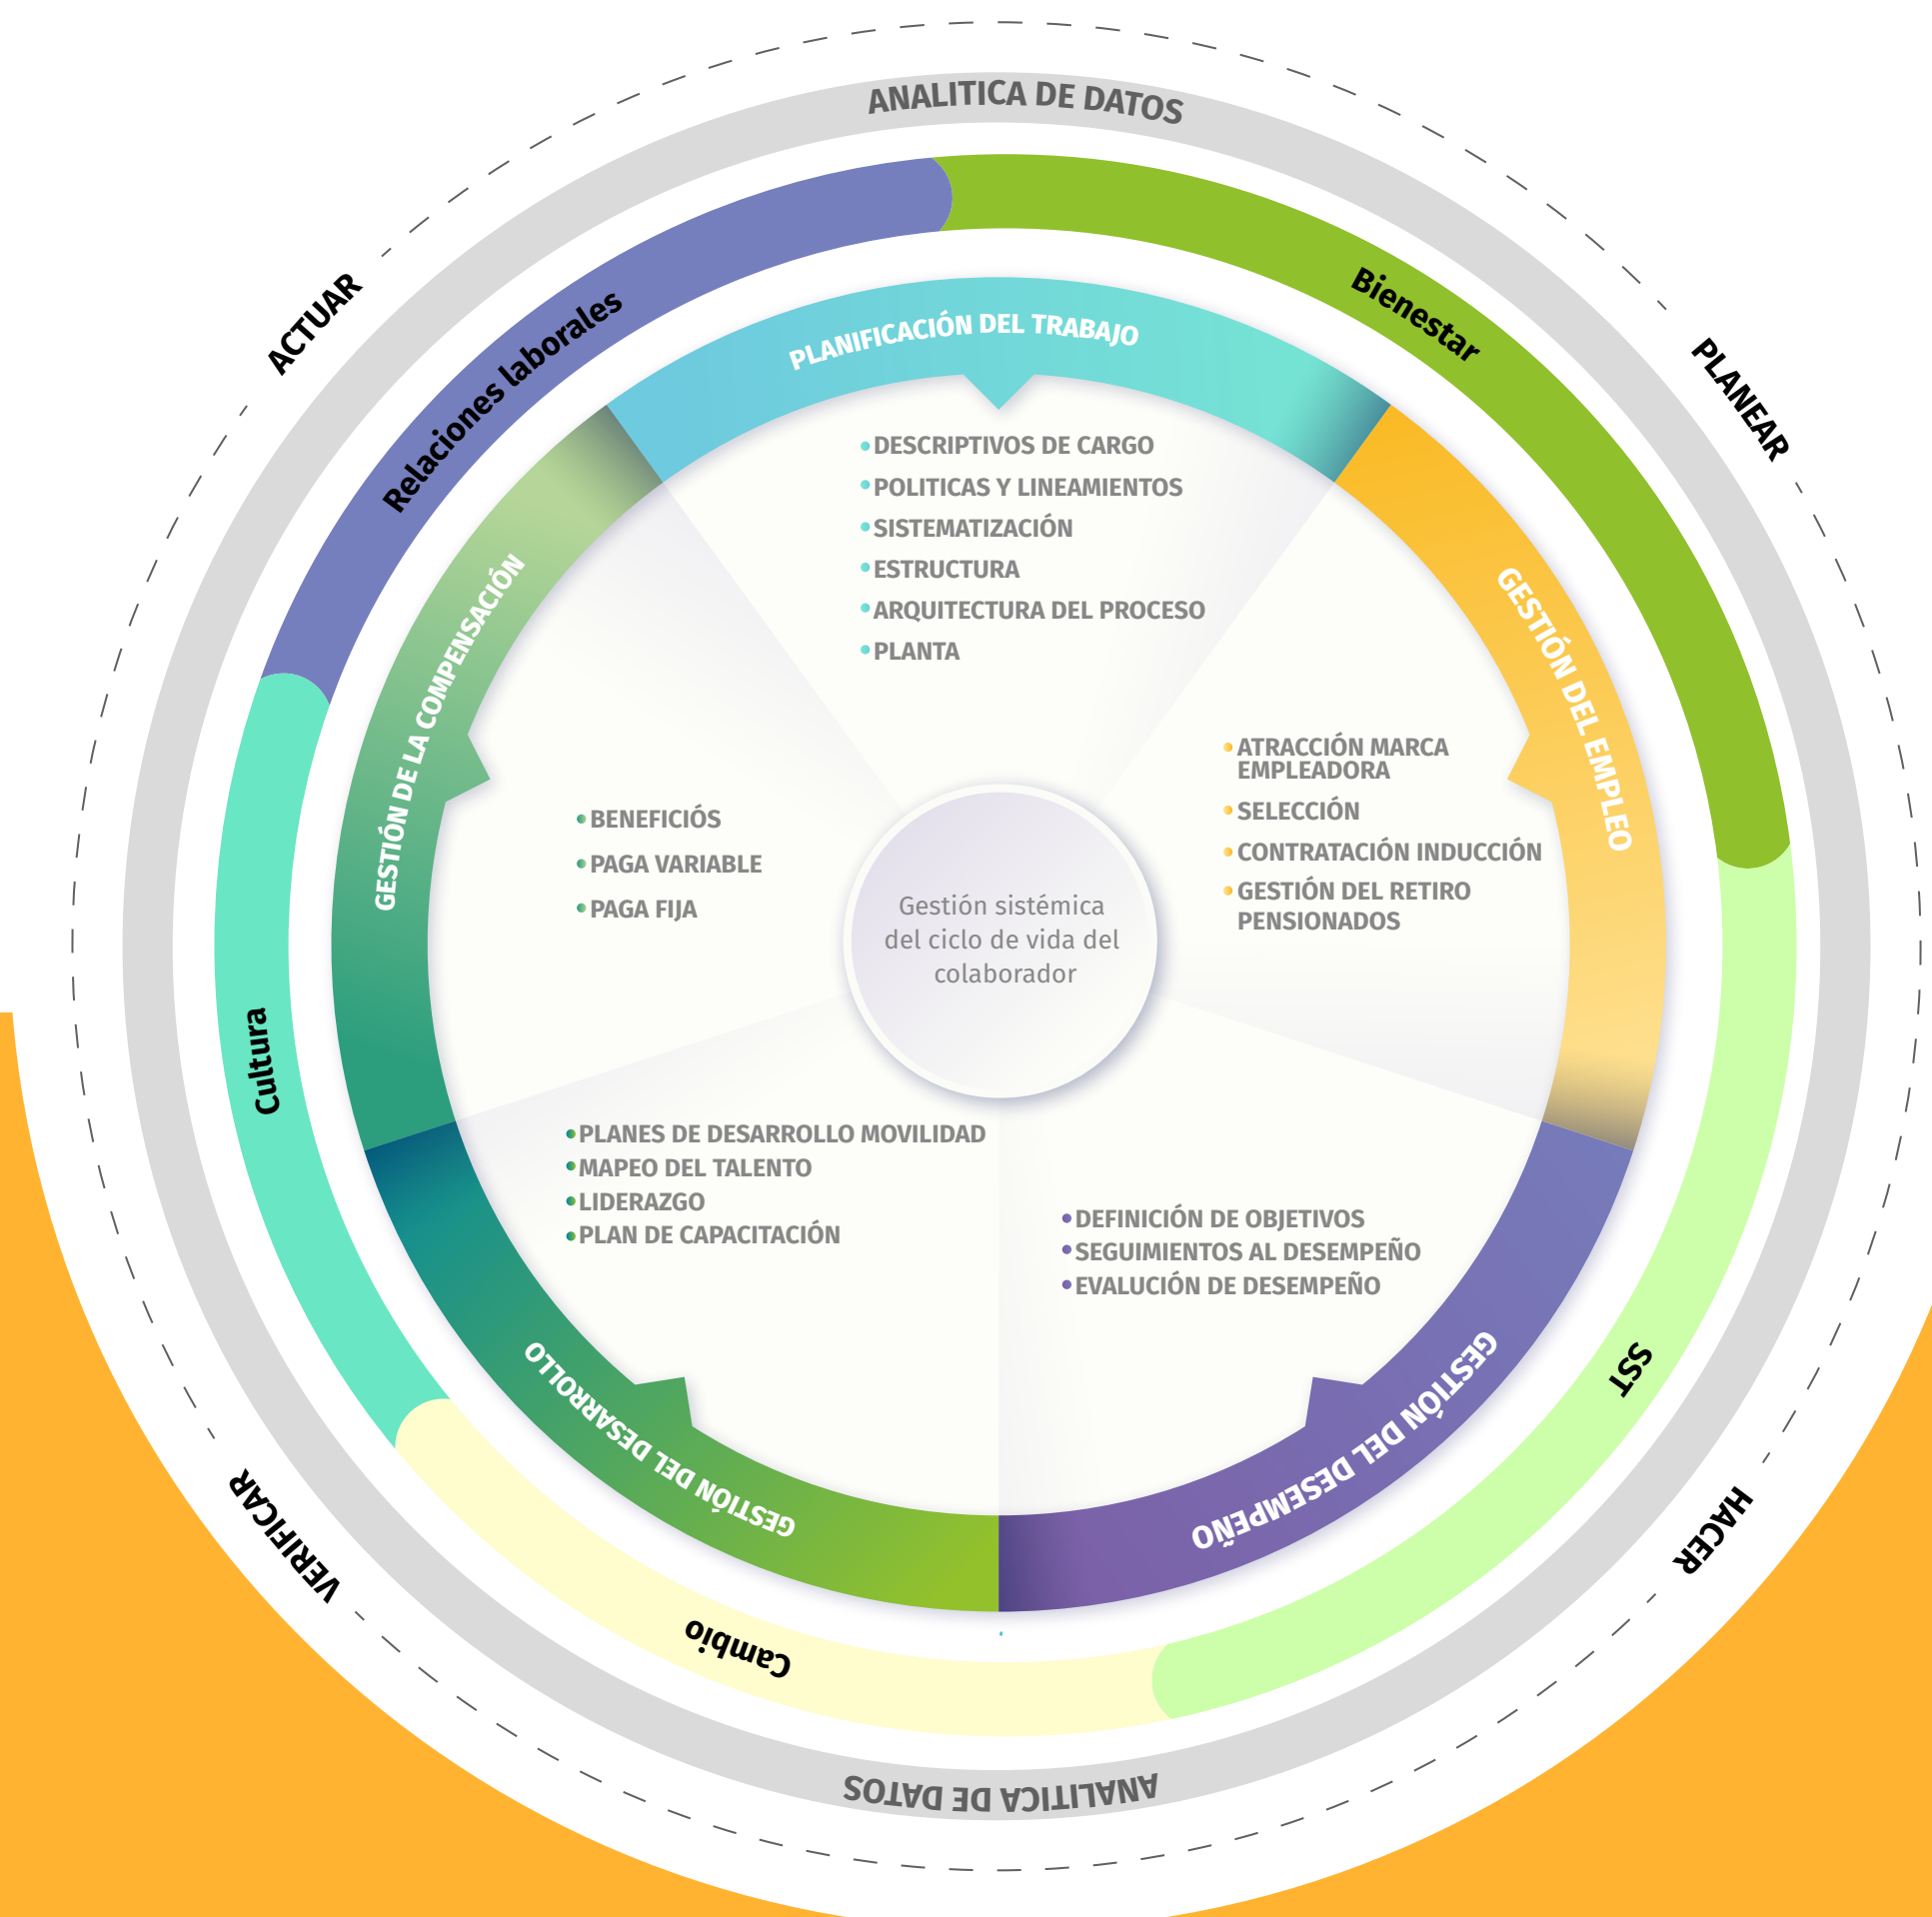 ANALITICA DE DATOS
ACTUAR
PLANEAR
Relaciones laborales
Bienestar
PLANIFICACIÓN DEL TRABAJO
DESCRIPTIVOS DE CARGO
POLITICAS Y LINEAMIENTOS
SISTEMATIZACIÓN
ESTRUCTURA
ARQUITECTURA DEL PROCESO
PLANTA
GESTIÓN DEL EMPLEO
ATRACCIÓN MARCA
EMPLEADORA
SELECCIÓN
CONTRATACIÓN INDUCCIÓN
GESTIÓN DEL RETIRO
PENSIONADOS
GESTIÓN DE LA COMPENSACIÓN
BENEFICIÓS
PAGA VARIABLE
PAGA FIJA
Gestión sistémica
del ciclo de vida del
colaborador
Cultura
PLANES DE DESARROLLO MOVILIDAD
MAPEO DEL TALENTO
LIDERAZGO
PLAN DE CAPACITACIÓN
DEFINICIÓN DE OBJETIVOS
SEGUIMIENTOS AL DESEMPEÑO
EVALUCIÓN DE DESEMPEÑO
GESTIÓN DEL DESARROLLO
GESTIÓN DEL DESEMPEÑO
SST
VERIFICAR
HACER
Cambio
ANALITICA DE DATOS